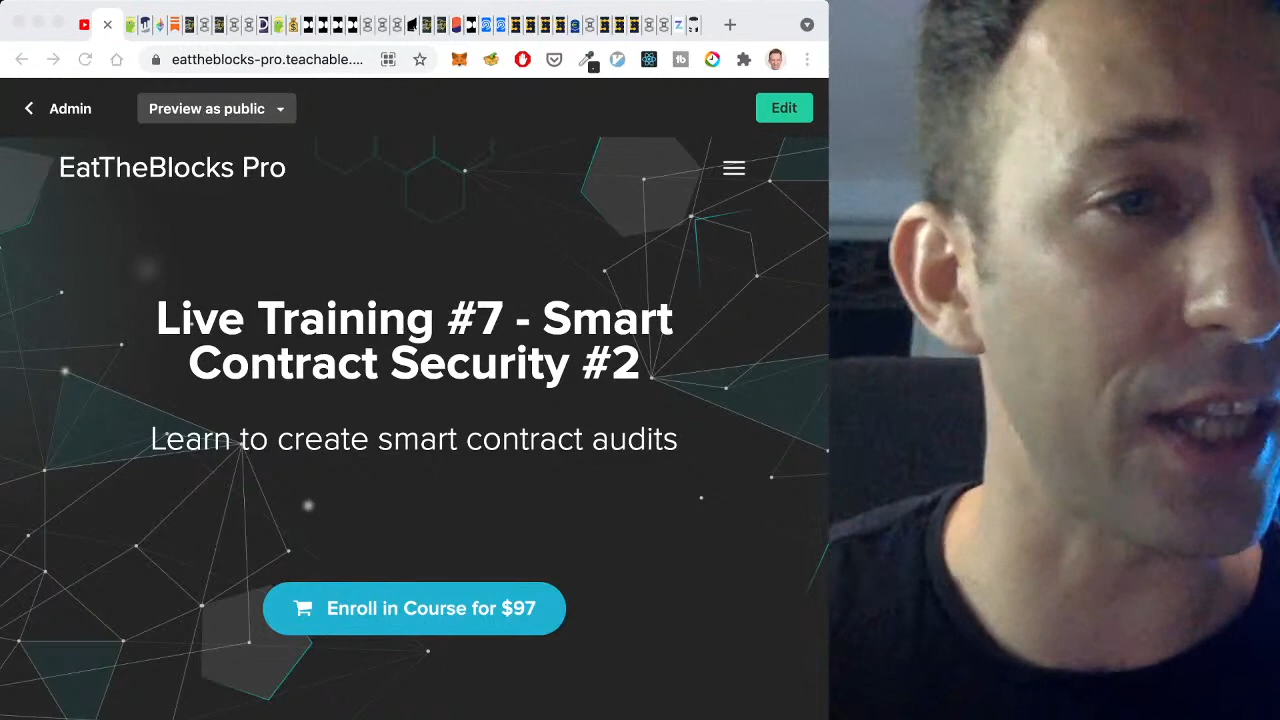 eattheblocks-pro.teachable....
Admin
Preview as public
Edit
EatTheBlocks Pro
Live Training #7 - Smart
Contract Security #2
Learn to create smart contract audits
Enroll in Course for $97